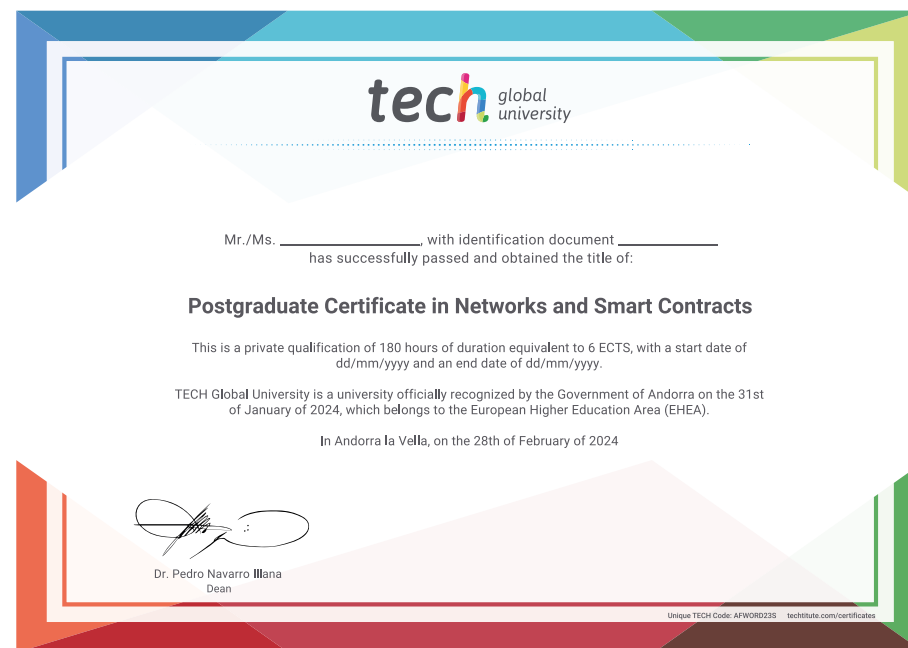 tech global
university
Mr./Ms. ____________________, with identification document ______________
has successfully passed and obtained the title of:
Postgraduate Certificate in Networks and Smart Contracts
This is a private qualification of 180 hours of duration equivalent to 6 ECTS, with a start date of
dd/mm/yyyy and an end date of dd/mm/yyyy.
TECH Global University is a university officially recognized by the Government of Andorra on the 31st
of January of 2024, which belongs to the European Higher Education Area (EHEA).
In Andorra la Vella, on the 28th of February of 2024
Dr. Pedro Navarro Illana
Dean
Unique TECH Code: AFWORD23S techtitute.com/certificates